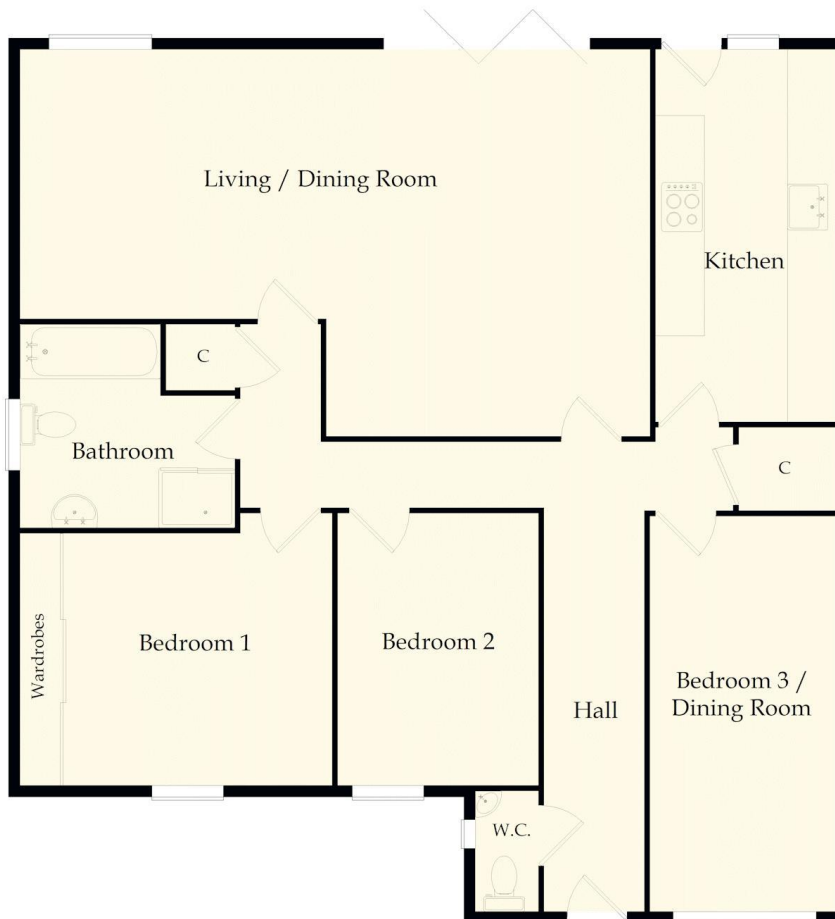 Living / Dining Room
Kitchen
C
Bathroom
C
Wardrobes
Bedroom 1
Bedroom 2
Hall
Bedroom 3 /
Dining Room
W.C.